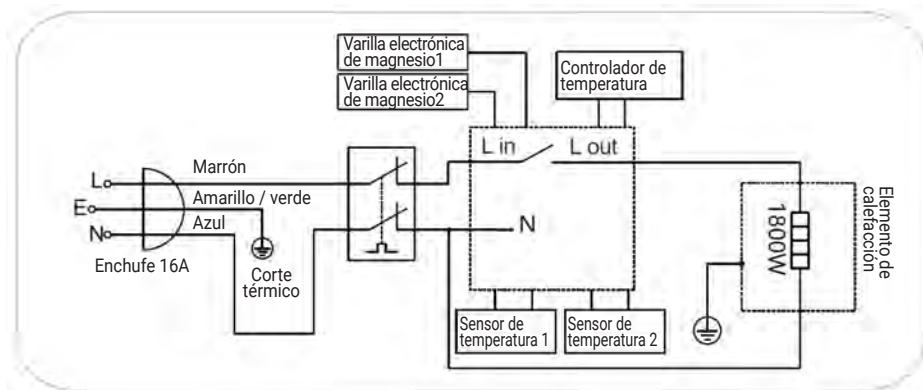 Varilla electrónica
de magnesio1
Varilla electrónica
de magnesio2
Controlador de
temperatura
L in
L out
L
Marrón
E
Amarillo / verde
N
Azul
N
Enchufe 16A
Corte
térmico
1800W
Elemento de
calefacción
Sensor de
temperatura 1
Sensor de
temperatura 2